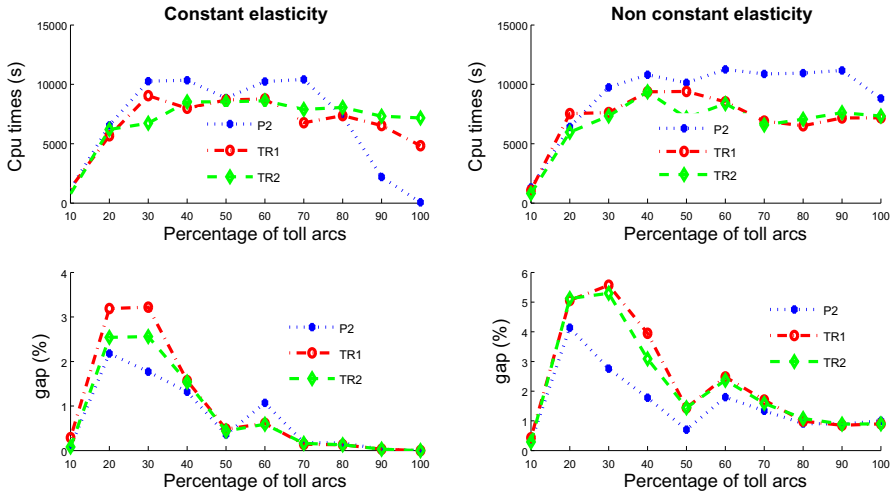 Constant elasticity
Cpu times (s)
15000
10000
5000
0
P2
TR1
TR2
10 20 30 40 50 60 70 80 90 100
Percentage of toll arcs
Non constant elasticity
Cpu times (s)
15000
10000
5000
0
P2
TR1
TR2
10 20 30 40 50 60 70 80 90 100
Percentage of toll arcs
gap (%)
4
3
2
1
0
P2
TR1
TR2
10 20 30 40 50 60 70 80 90 100
Percentage of toll arcs
gap (%)
6
5
4
3
2
1
0
P2
TR1
TR2
10 20 30 40 50 60 70 80 90 100
Percentage of toll arcs